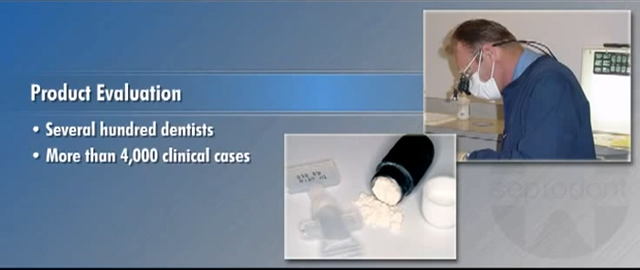 Product Evaluation
• Several hundred dentists
• More than 4,000 clinical cases
septodont